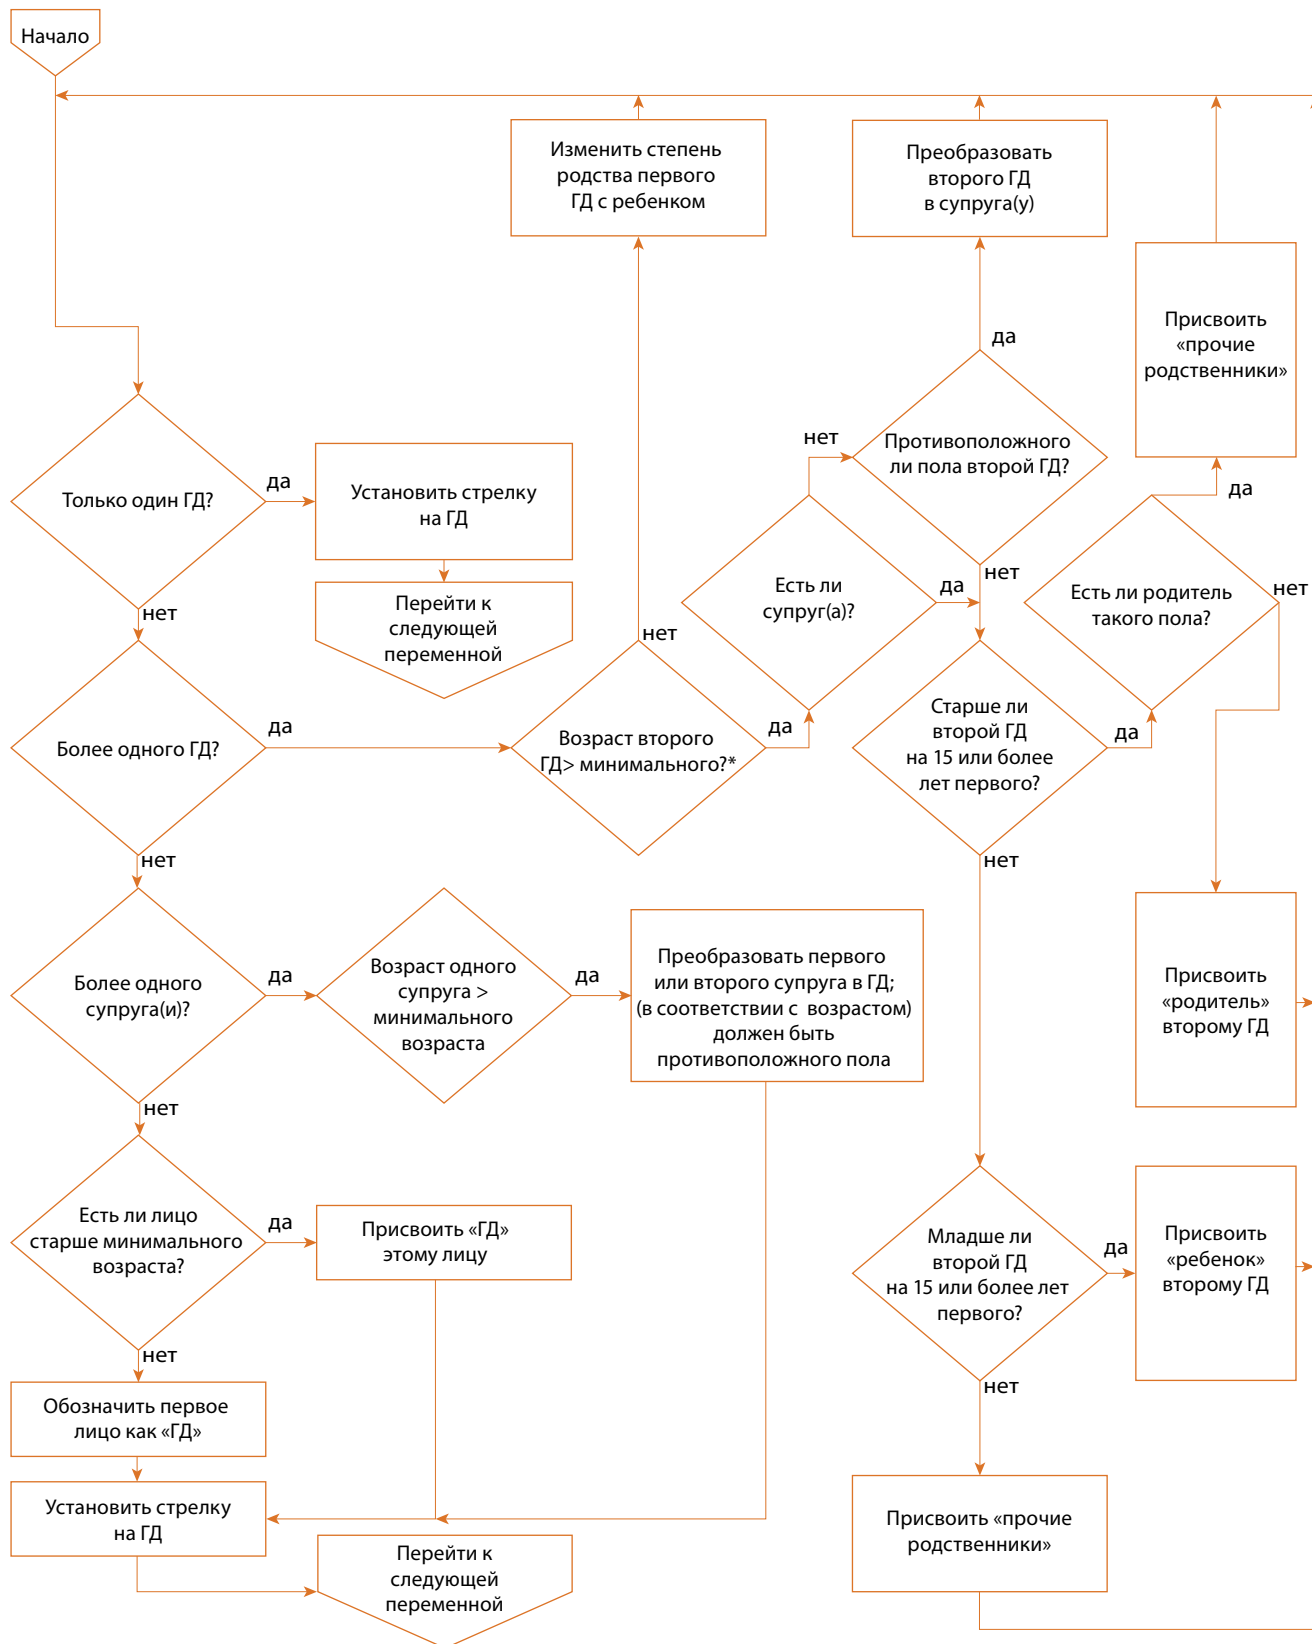 Начало
Изменить степень
родства первого
ГД с ребенком
Преобразовать
второго ГД
в супруга(у)
Присвоить
«прочие
родственники»
да
нет
Противоположного
ли пола второй ГД?
Только один ГД?
да
Установить стрелку
на ГД
да
нет
Перейти к
следующей
переменной
нет
Есть ли
супруг(а)?
да
нет
Есть ли родитель
такого пола?
нет
Более одного ГД?
да
Возраст второго
ГД> минимального?*
да
Старше ли
второй ГД
на 15 или более
лет первого?
да
нет
нет
Более одного
супруга(и)?
да
Возраст одного
супруга >
минимального
возраста
да
Преобразовать первого
или второго супруга в ГД;
(в соответствии с возрастом)
должен быть
противоположного пола
Присвоить
«родитель»
второму ГД
нет
Есть ли лицо
старше минимального
возраста?
да
Присвоить «ГД»
этому лицу
Младше ли
второй ГД
на 15 или более лет
первого?
да
Присвоить
«ребенок»
второму ГД
нет
нет
Обозначить первое
лицо как «ГД»
Установить стрелку
на ГД
Перейти к
следующей
переменной
Присвоить «прочие
родственники»